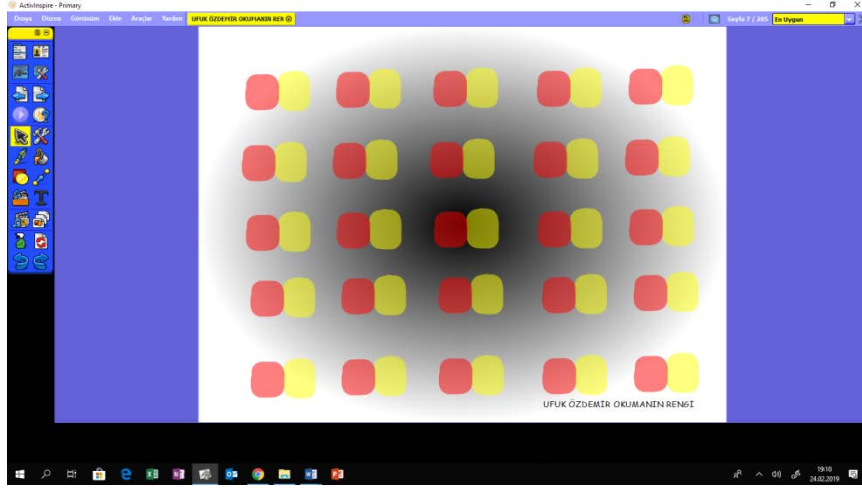 ActivInspire - Primary
Dosya Düzen Görünüm Ekle Araçlar Yardım UFUK ÖZDEMİR OKUMANIN REN
Sayfa 7 / 205 En Uygun
UFUK ÖZDEMİR OKUMANIN RENGİ
19:10
24.02.2019